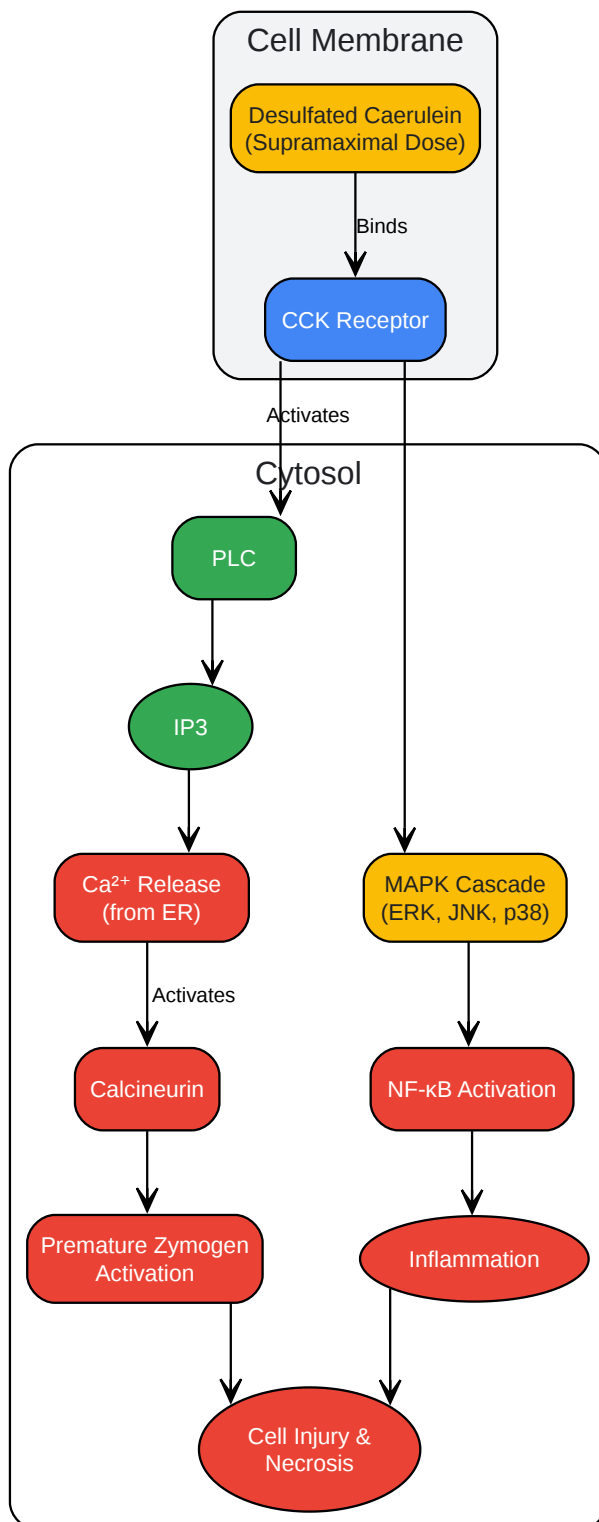 Cell Membrane
Desulfated Caerulein
(Supramaximal Dose)
Binds
CCK Receptor
Activates
Cytosol
PLC
IP3
Ca²⁺ Release
(from ER)
MAPK Cascade
(ERK, JNK, p38)
Activates
Calcineurin
NF-κB Activation
Premature Zymogen
Activation
Inflammation
Cell Injury &
Necrosis